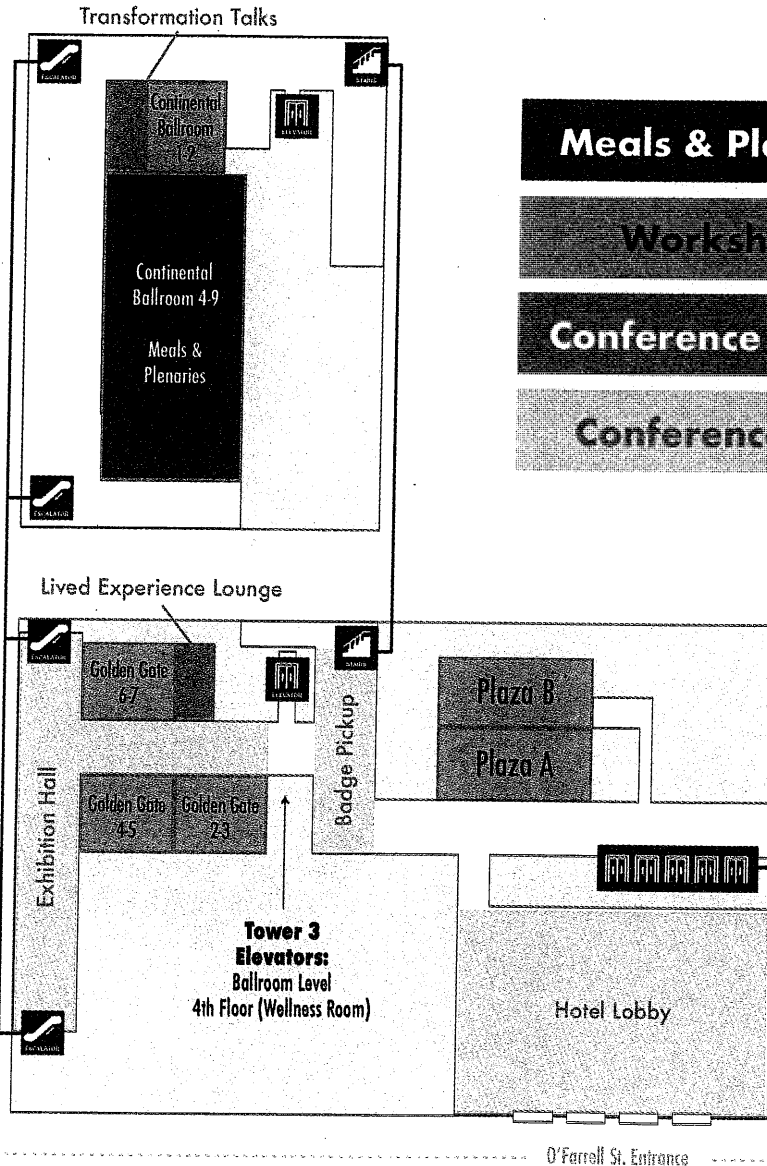 Transformation Talks
ESCALATOR
STAIRS
Continental
Ballroom
1-2
ELEVATOR
Meals & Pl
Worksh
Conference
Conferenc
Continental
Ballroom 4-9
Meals &
Plenaries
ESCALATOR
Lived Experience Lounge
ESCALATOR
STAIRS
Golden Gate
6-7
ELEVATOR
Plaza B
Plaza A
Badge Pickup
Exhibition Hall
Golden Gate
4-5
Golden Gate
2-3
Tower 3
Elevators:
Ballroom Level
4th Floor (Wellness Room)
Hotel Lobby
ESCALATOR
O'Farrell St. Entrance